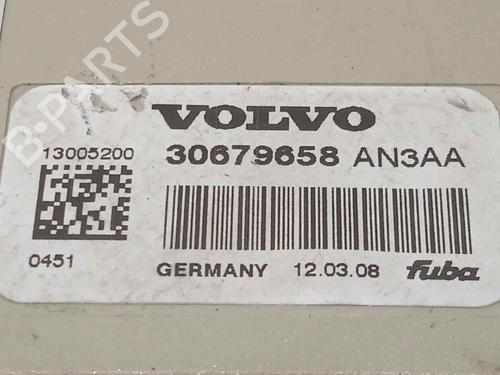 B-PARTS
VOLVO
13005200
30679658 AN3AA
0451
GERMANY 12.03.08 fuba